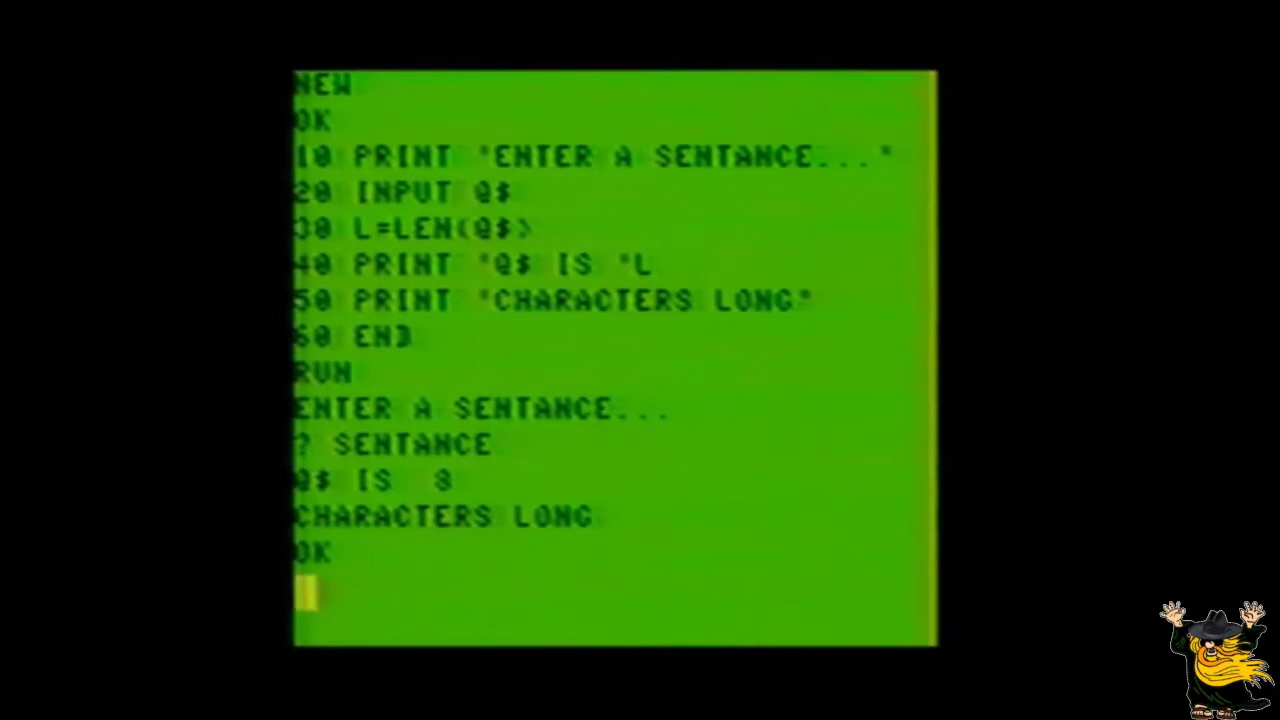 NEW
OK
10 PRINT "ENTER A SENTANCE..."
20 INPUT Q$
30 L=LEN(Q$)
40 PRINT "Q$ IS "L
50 PRINT "CHARACTERS LONG"
60 END
RUN
ENTER A SENTANCE...
? SENTANCE
Q$ IS  8
CHARACTERS LONG
OK